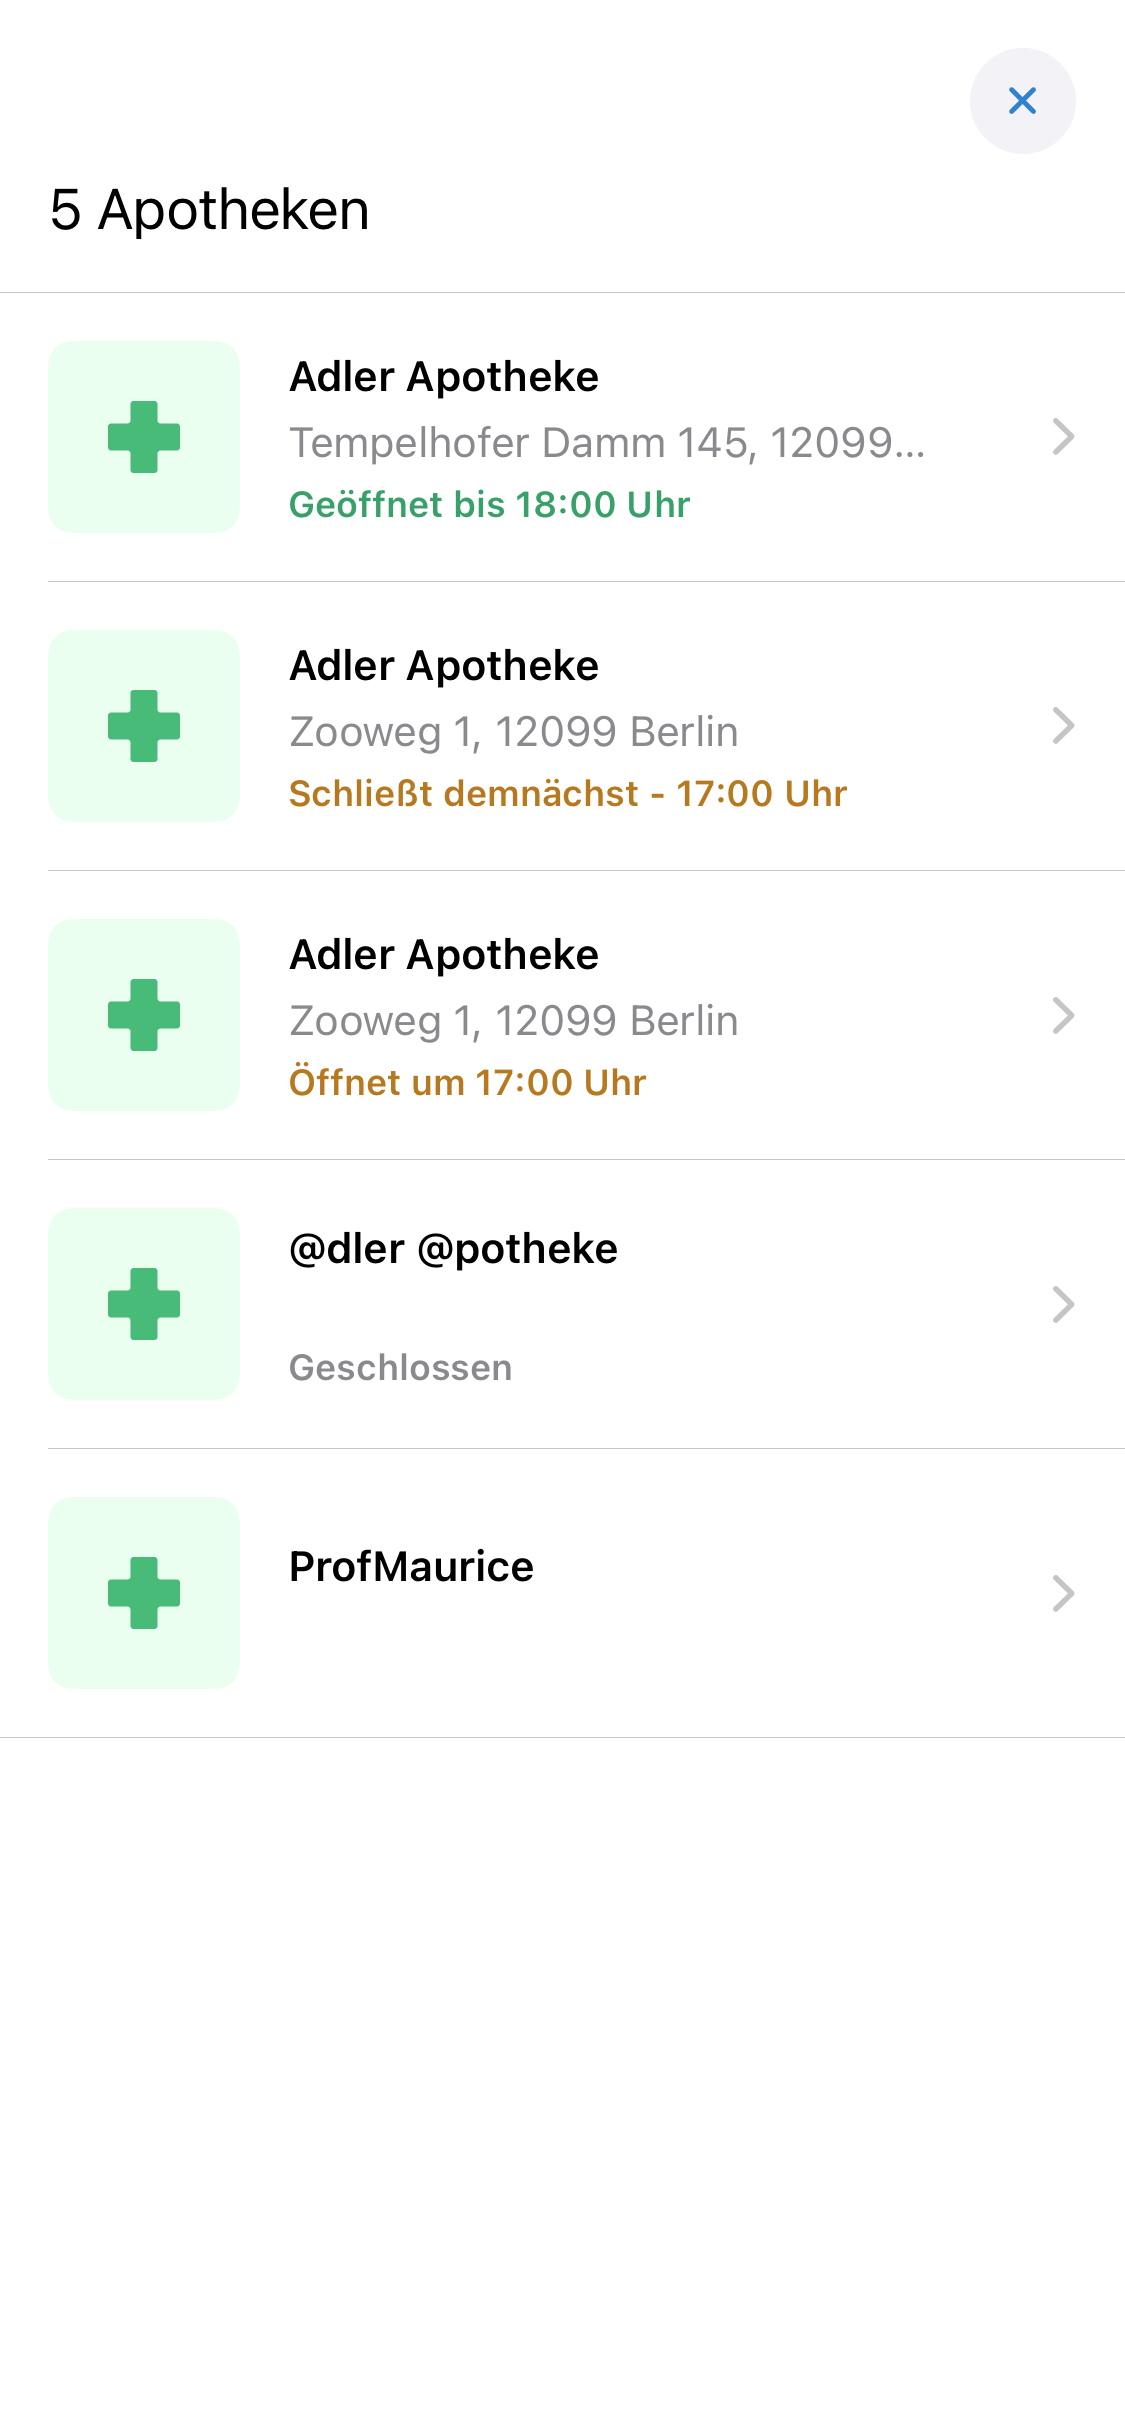 5 Apotheken
Adler Apotheke
Tempelhofer Damm 145, 12099...
Geöffnet bis 18:00 Uhr
Adler Apotheke
Zooweg 1, 12099 Berlin
Schließt demnächst - 17:00 Uhr
Adler Apotheke
Zooweg 1, 12099 Berlin
Öffnet um 17:00 Uhr
@dler @potheke
Geschlossen
ProfMaurice